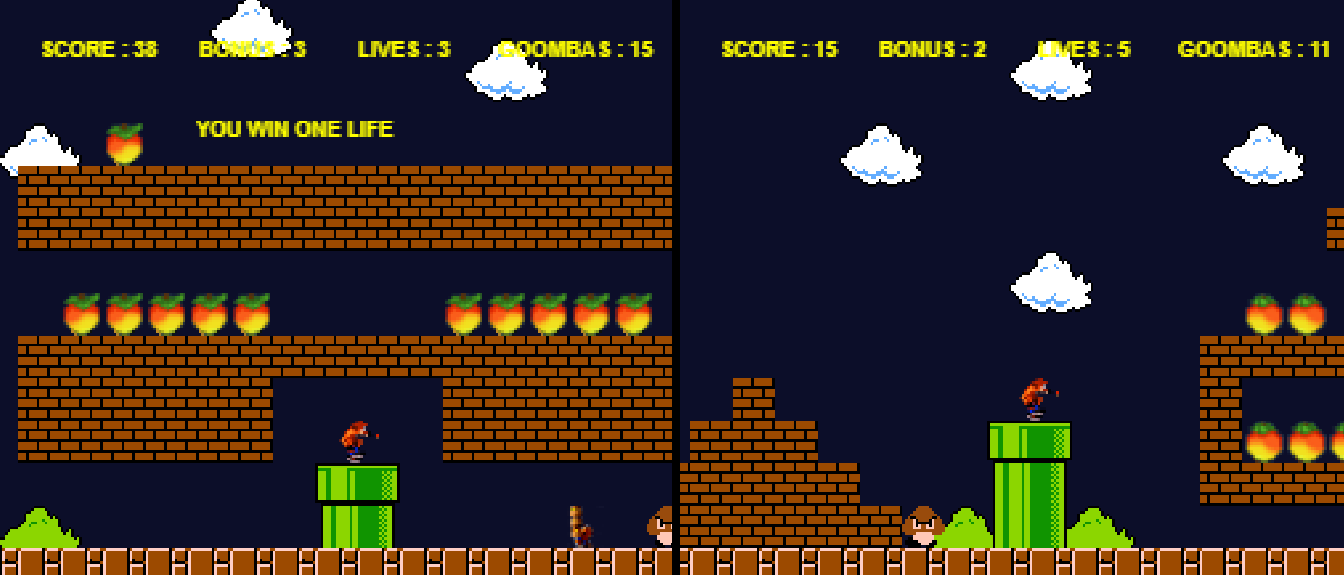 SCORE : 38 BONUS : 3 LIVES : 3 GOOMBAS : 15
YOU WIN ONE LIFE
SCORE : 15 BONUS : 2 LIVES : 5 GOOMBAS : 11